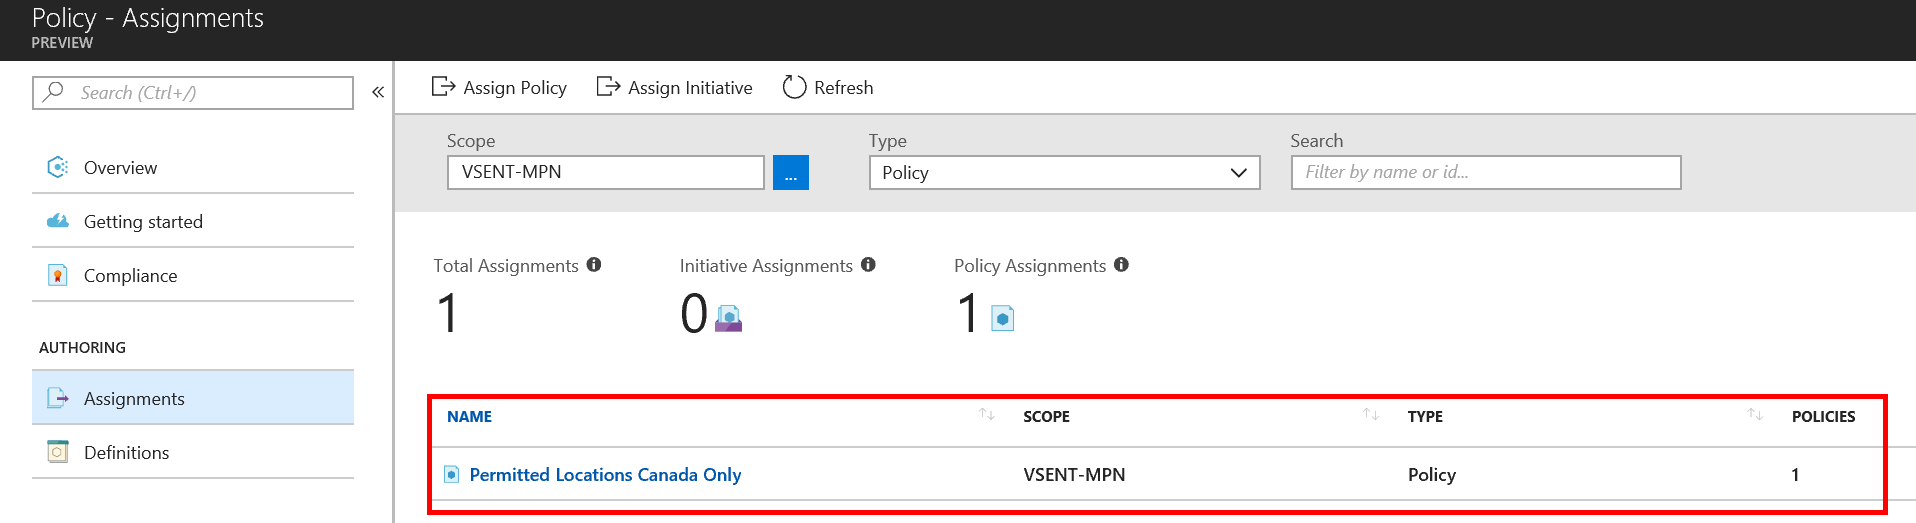 Policy - Assignments
PREVIEW
Search (Ctrl+/)
«
Overview
Getting started
Compliance
AUTHORING
Assignments
Definitions
Assign Policy Assign Initiative Refresh
Scope Type Search
VSENT-MPN ... Policy Filter by name or id...
Total Assignments Initiative Assignments Policy Assignments
1 0 1
NAME SCOPE TYPE POLICIES
Permitted Locations Canada Only VSENT-MPN Policy 1